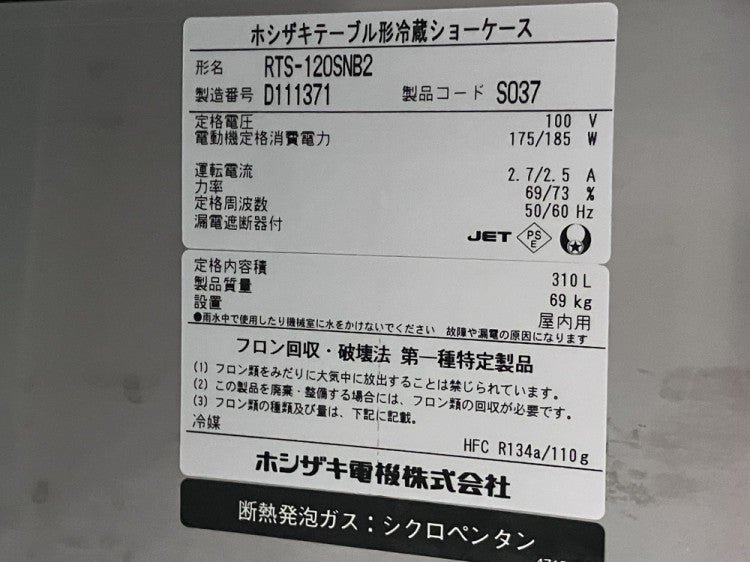 ホシザキテーブル形冷蔵ショーケース
形名 RTS-120SNB2
製造番号 D111371 製品コード S037
定格電圧 100 V
電動機定格消費電力 175/185 W
運転電流 2.7/2.5 A
力率 69/73 %
定格周波数 50/60 Hz
漏電遮断器付
JET PSE
定格内容積 310 L
製品質量 69 kg
設置 屋内用
●雨水中で使用したり機械室に水をかけないでください 故障や漏電の原因になります
フロン回収・破壊法 第一種特定製品
(1) フロン類をみだりに大気中に放出することは禁じられています。
(2) この製品を廃棄・整備する場合には、フロン類の回収が必要です。
(3) フロン類の種類及び量は、下記に記載。
冷媒 HFC R134a/110g
ホシザキ電機株式会社
断熱発泡ガス：シクロペンタン